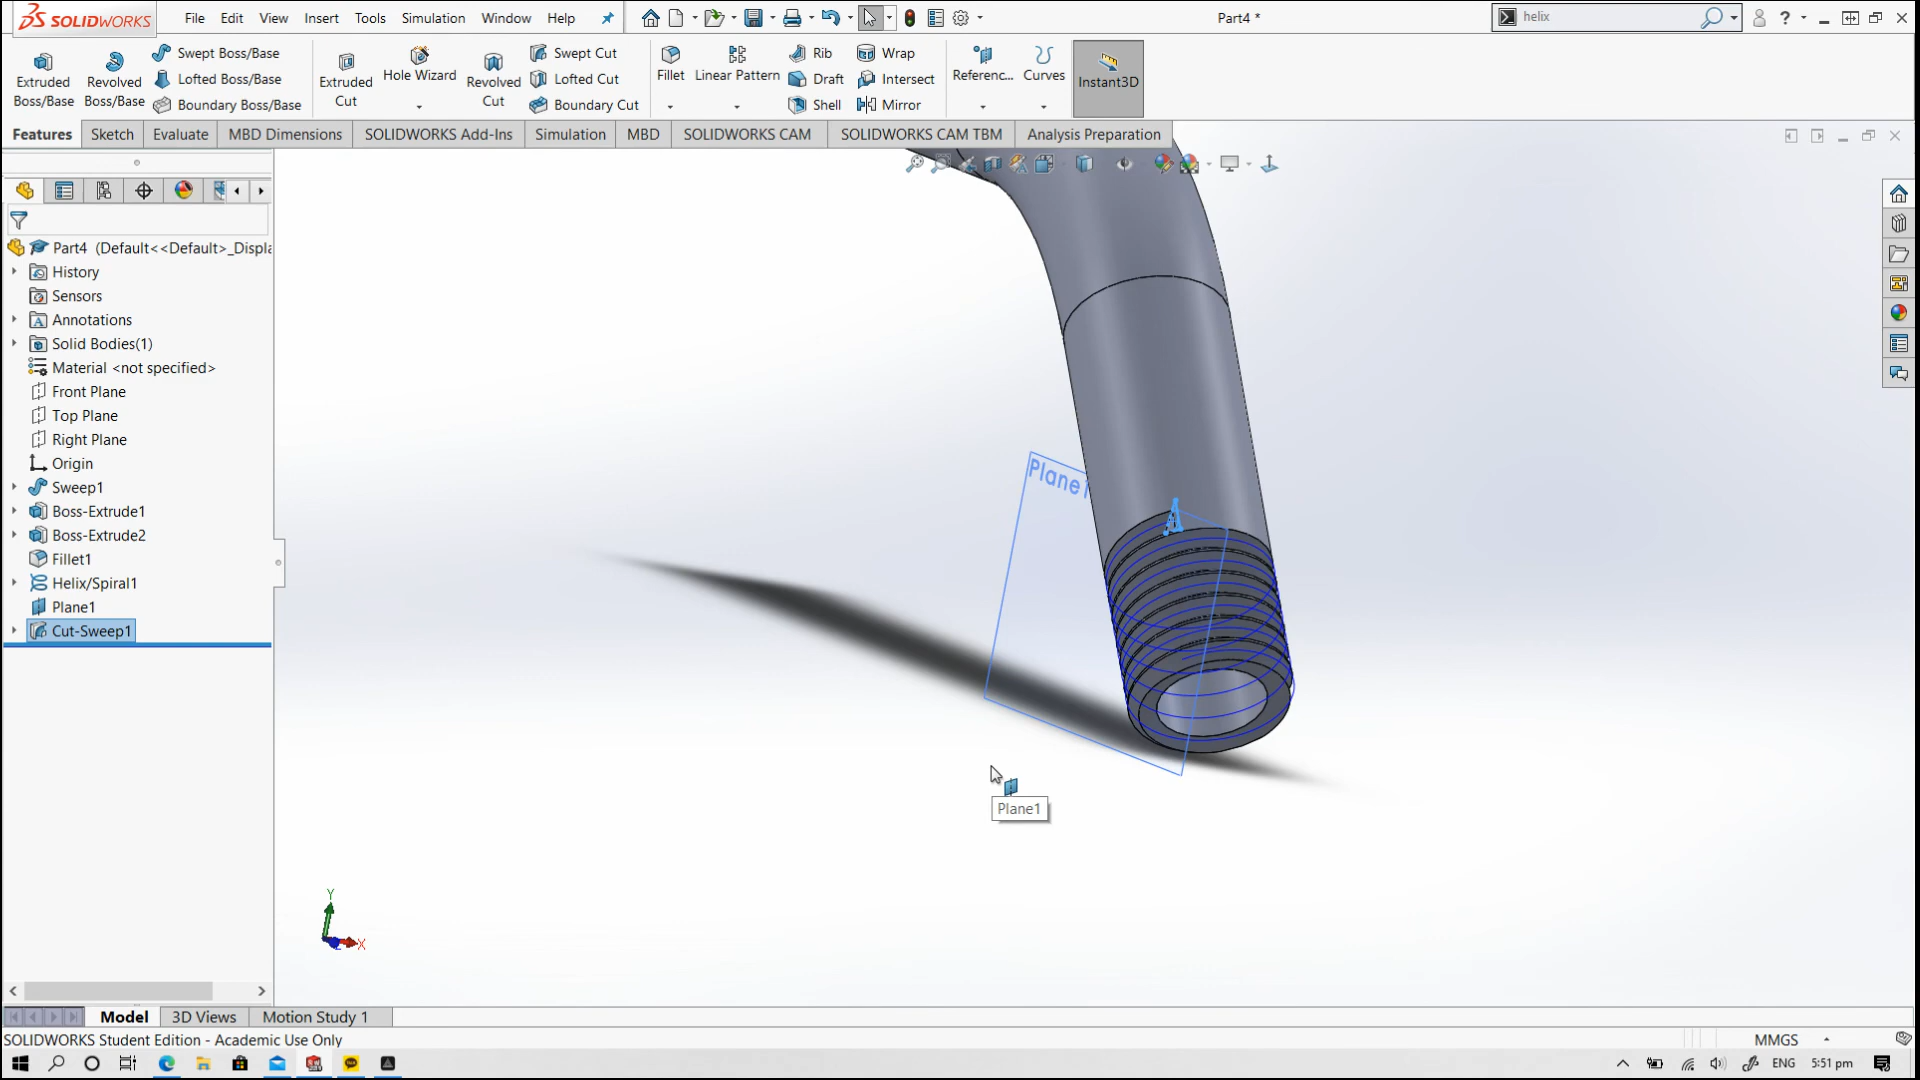 SOLIDWORKS File Edit View Insert Tools Simulation Window Help Part4 * helix ?
Extruded Boss/Base
Revolved Boss/Base
Swept Boss/Base
Lofted Boss/Base
Boundary Boss/Base
Extruded Cut
Hole Wizard
Revolved Cut
Swept Cut
Lofted Cut
Boundary Cut
Fillet
Linear Pattern
Rib
Draft
Shell
Wrap
Intersect
Mirror
Referenc...
Curves
Instant3D
Features Sketch Evaluate MBD Dimensions SOLIDWORKS Add-Ins Simulation MBD SOLIDWORKS CAM SOLIDWORKS CAM TBM Analysis Preparation
Part4 (Default<<Default>_Displa
History
Sensors
Annotations
Solid Bodies(1)
Material <not specified>
Front Plane
Top Plane
Right Plane
Origin
Sweep1
Boss-Extrude1
Boss-Extrude2
Fillet1
Helix/Spiral1
Plane1
Cut-Sweep1
Plane1
Plane1
Y
X
Model 3D Views Motion Study 1
SOLIDWORKS Student Edition - Academic Use Only MMGS
ENG 5:51 pm